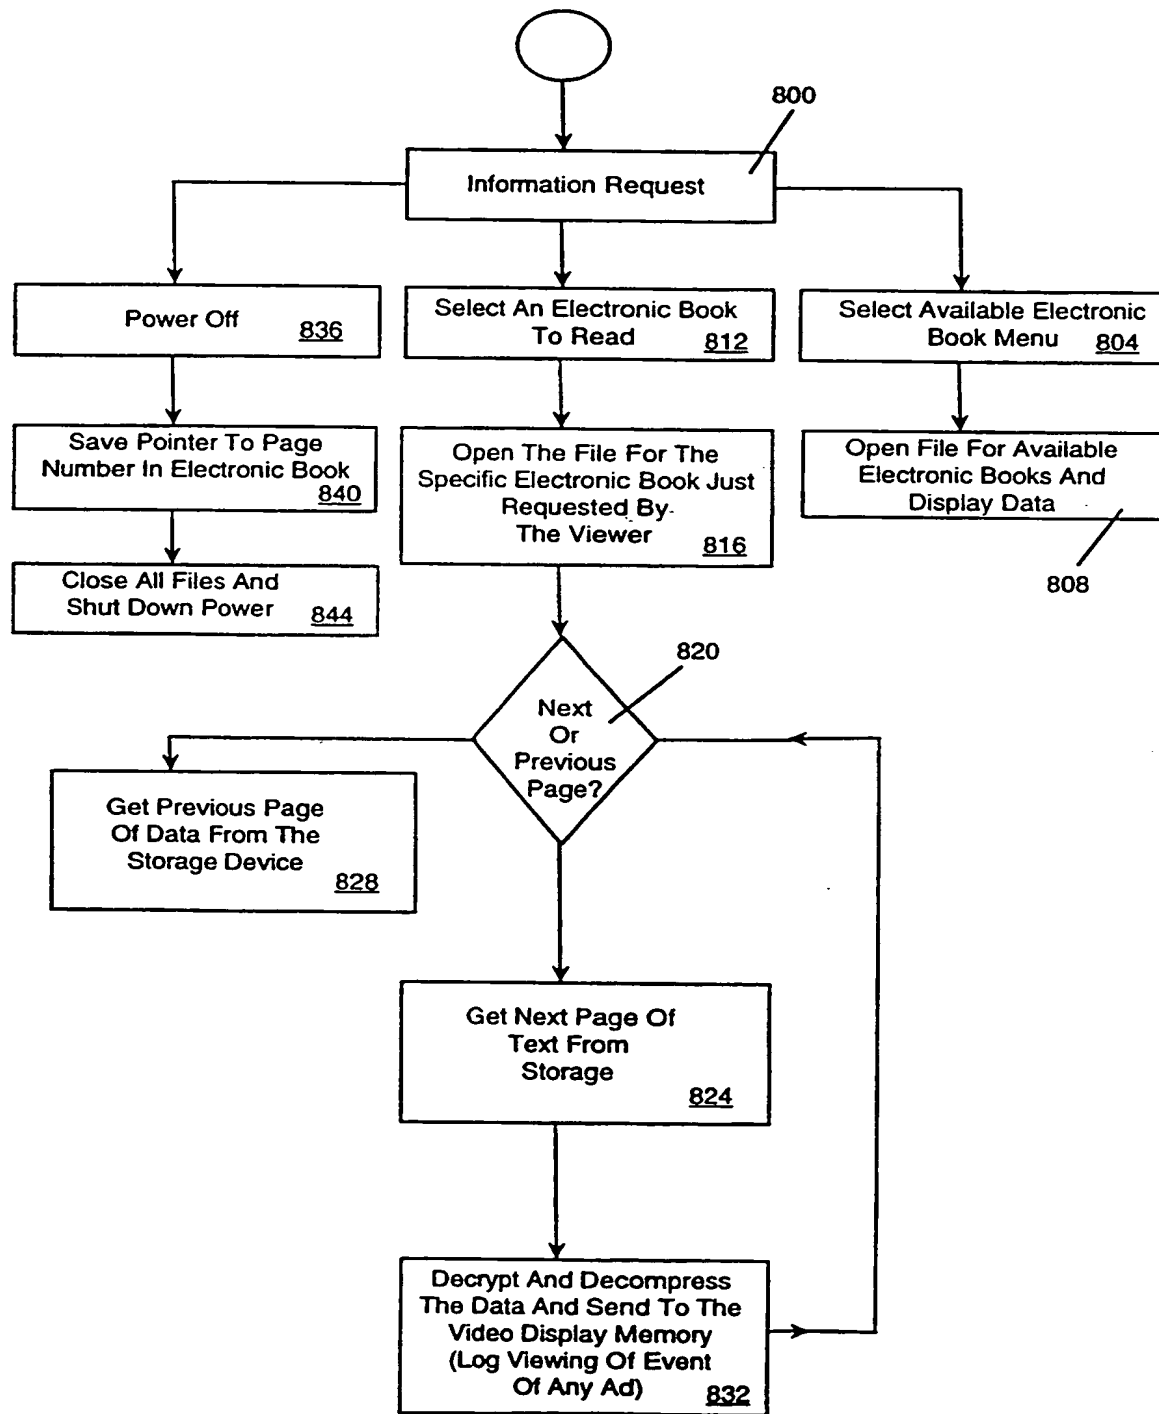 800
Information Request
Power Off
836
Select An Electronic Book
To Read
812
Select Available Electronic
Book Menu
804
Save Pointer To Page
Number In Electronic Book
840
Open The File For The
Specific Electronic Book Just
Requested By
The Viewer
816
Open File For Available
Electronic Books And
Display Data
808
Close All Files And
Shut Down Power
844
820
Next
Or
Previous
Page?
Get Previous Page
Of Data From The
Storage Device
828
Get Next Page Of
Text From
Storage
824
Decrypt And Decompress
The Data And Send To The
Video Display Memory
(Log Viewing Of Event
Of Any Ad)
832